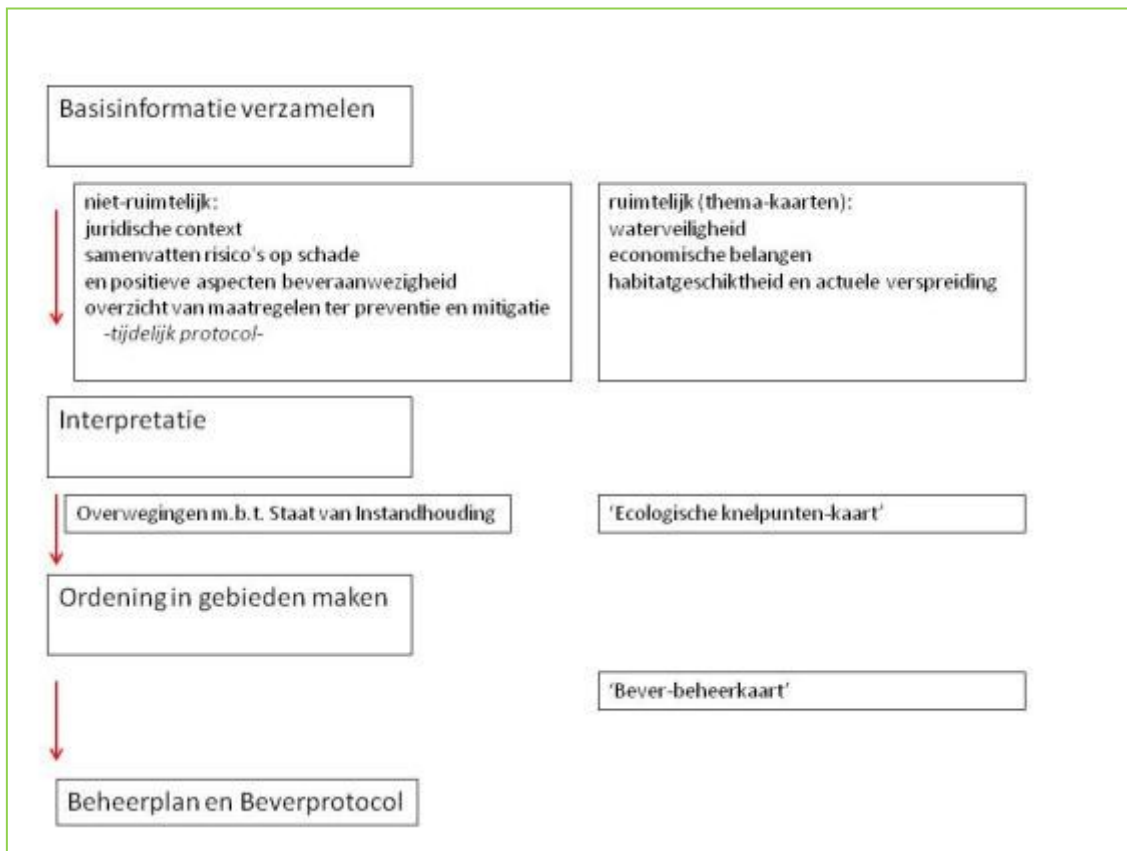 Basisinformatie verzamelen
niet-ruimtelijk:
juridische context
samenvatten risico's op schade
en positieve aspecten beveraanwezigheid
overzicht van maatregelen ter preventie en mitigatie
-tijdelijk protocol-
ruimtelijk (thema-kaarten):
waterveiligheid
economische belangen
habitatgeschiktheid en actuele verspreiding
Interpretatie
Overwegingen m.b.t. Staat van Instandhouding
'Ecologische knelpunten-kaart'
Ordening in gebieden maken
'Bever-beheerkaart'
Beheerplan en Beverprotocol